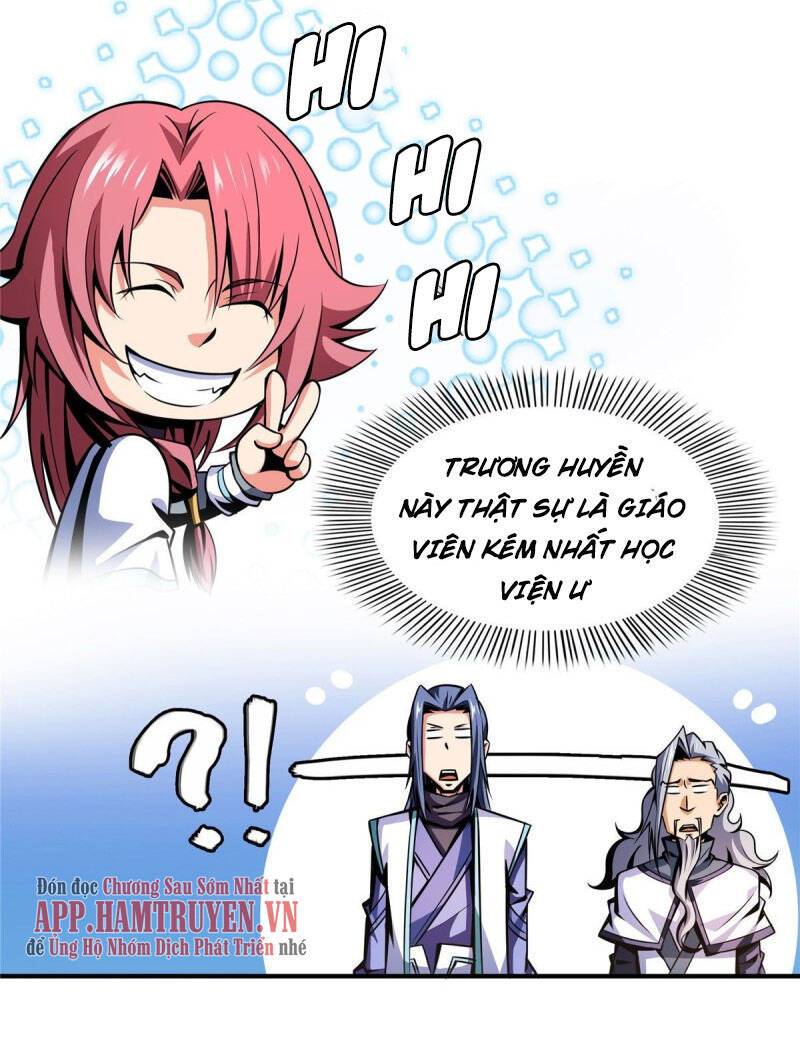 HI
HI
HI
TRƯƠNG HUYỀN
NÀY THẬT SỰ LÀ GIÁO
VIÊN KÉM NHẤT HỌC
VIỆN Ư
?!
Đón đọc Chương Sau Sớm Nhất tại
APP.HAMTRUYEN.VN
để Ủng Hộ Nhóm Dịch Phát Triển nhé